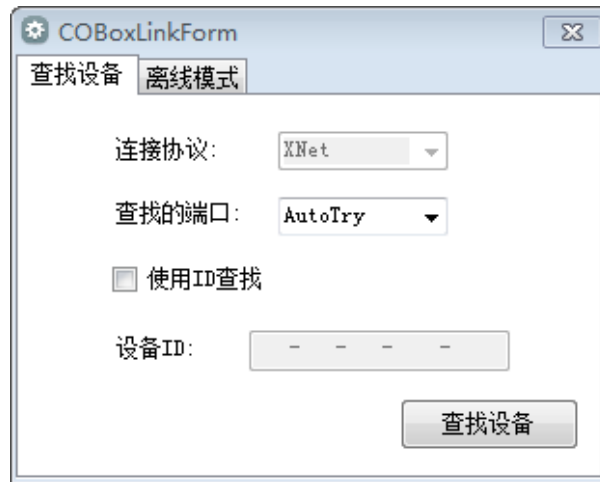 COBoxLinkForm
查找设备 离线模式
连接协议: XNet
查找的端口: AutoTry
使用ID查找
设备ID: - - - -
查找设备